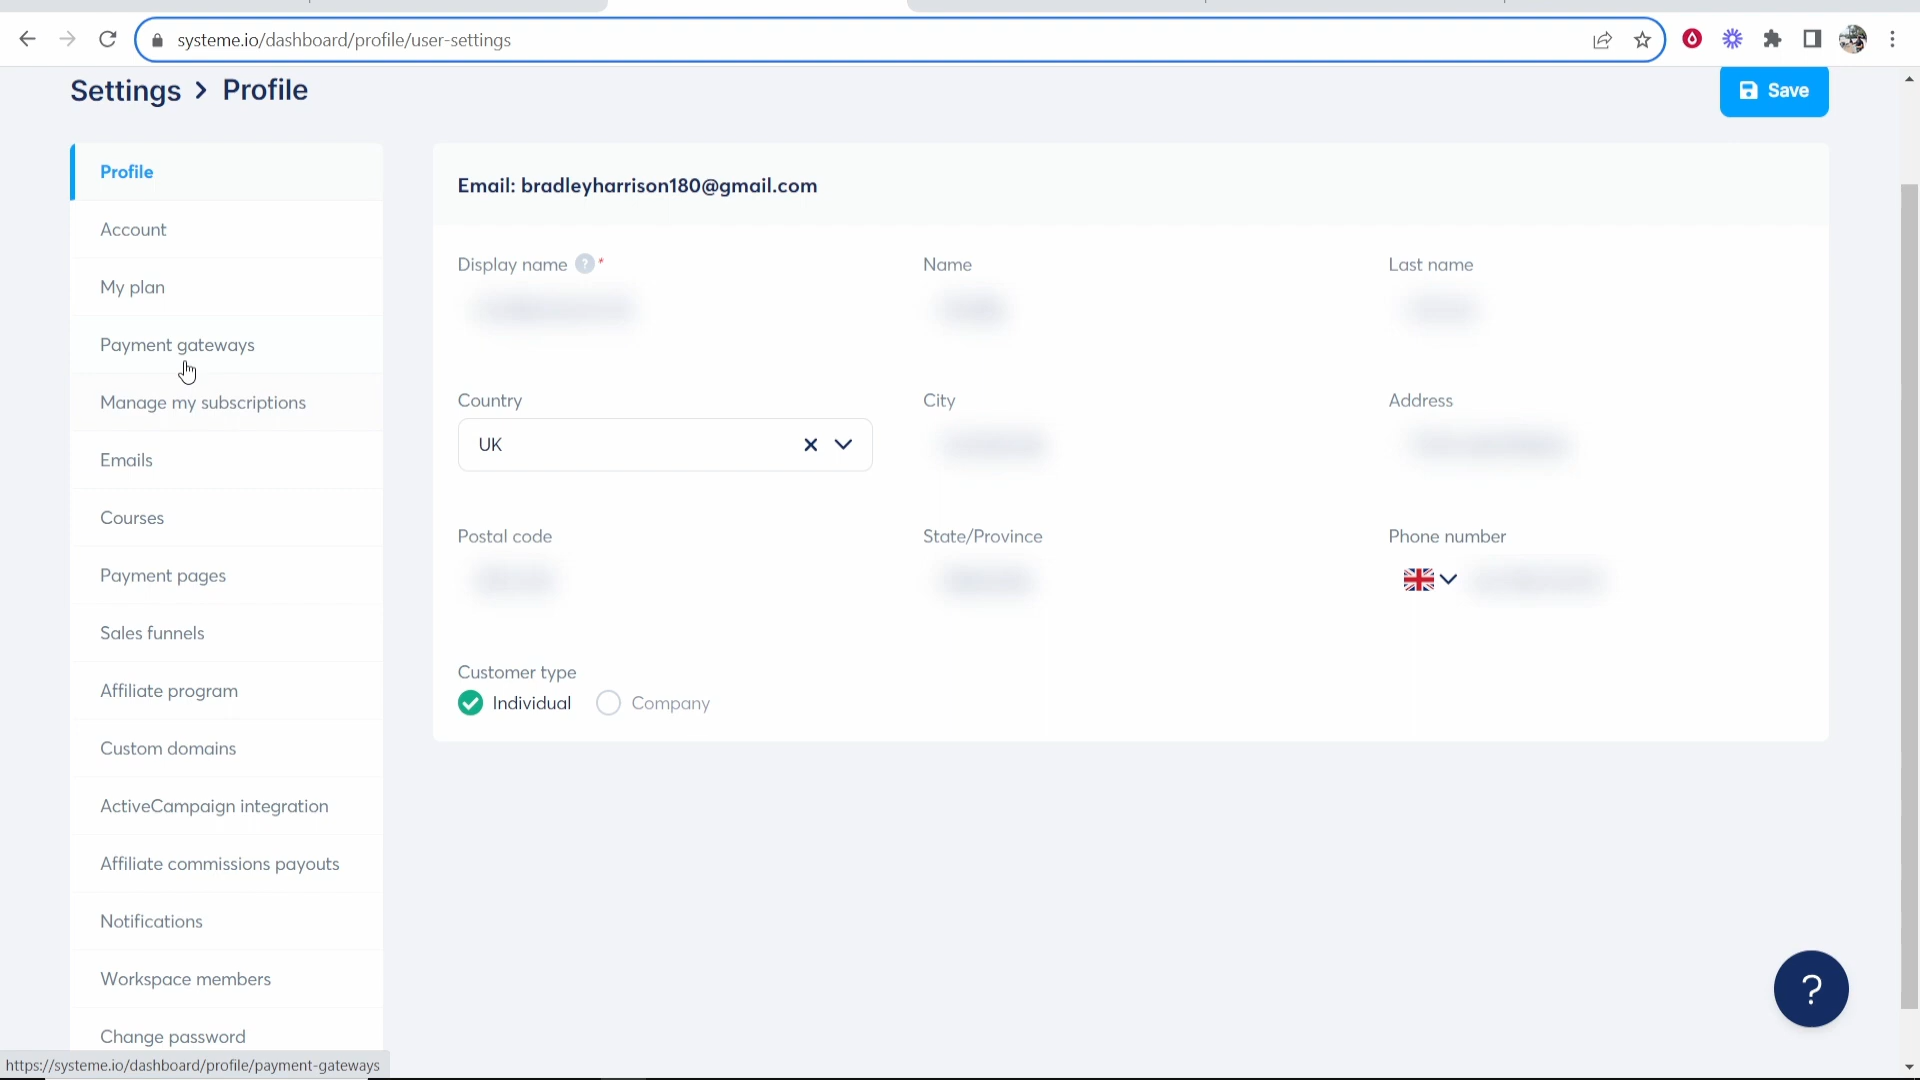 systeme.io/dashboard/profile/user-settings
Settings > Profile
Save
Profile
Account
My plan
Payment gateways
Manage my subscriptions
Emails
Courses
Payment pages
Sales funnels
Affiliate program
Custom domains
ActiveCampaign integration
Affiliate commissions payouts
Notifications
Workspace members
Change password
Email: bradleyharrison180@gmail.com
Display name ? *
Name
Last name
Country
City
Address
UK
Postal code
State/Province
Phone number
Customer type
Individual
Company
?
https://systeme.io/dashboard/profile/payment-gateways